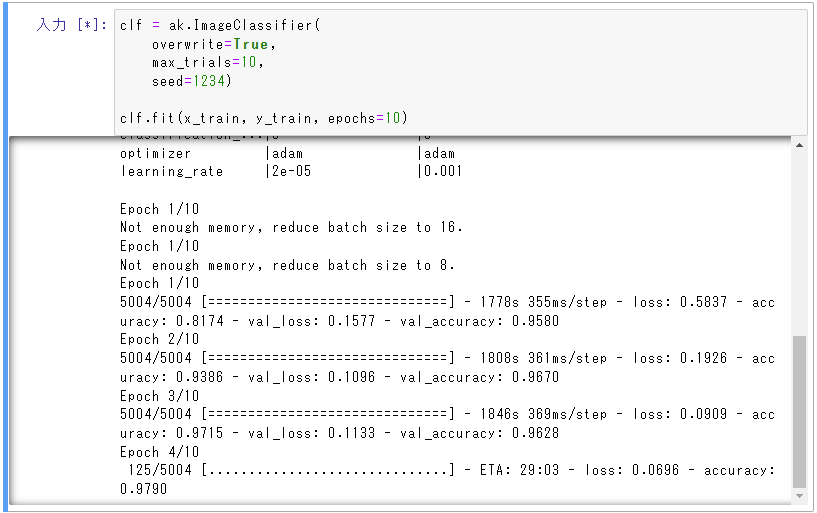 入力 [*]:
clf = ak.ImageClassifier(
    overwrite=True,
    max_trials=10,
    seed=1234)
clf.fit(x_train, y_train, epochs=10)
optimizer         |adam              |adam
learning_rate     |2e-05             |0.001
Epoch 1/10
Not enough memory, reduce batch size to 16.
Epoch 1/10
Not enough memory, reduce batch size to 8.
Epoch 1/10
5004/5004 [==============================] - 1778s 355ms/step - loss: 0.5837 - acc
uracy: 0.8174 - val_loss: 0.1577 - val_accuracy: 0.9580
Epoch 2/10
5004/5004 [==============================] - 1808s 361ms/step - loss: 0.1926 - acc
uracy: 0.9386 - val_loss: 0.1096 - val_accuracy: 0.9670
Epoch 3/10
5004/5004 [==============================] - 1846s 369ms/step - loss: 0.0909 - acc
uracy: 0.9715 - val_loss: 0.1133 - val_accuracy: 0.9628
Epoch 4/10
 125/5004 [..............................] - ETA: 29:03 - loss: 0.0696 - accuracy:
0.9790